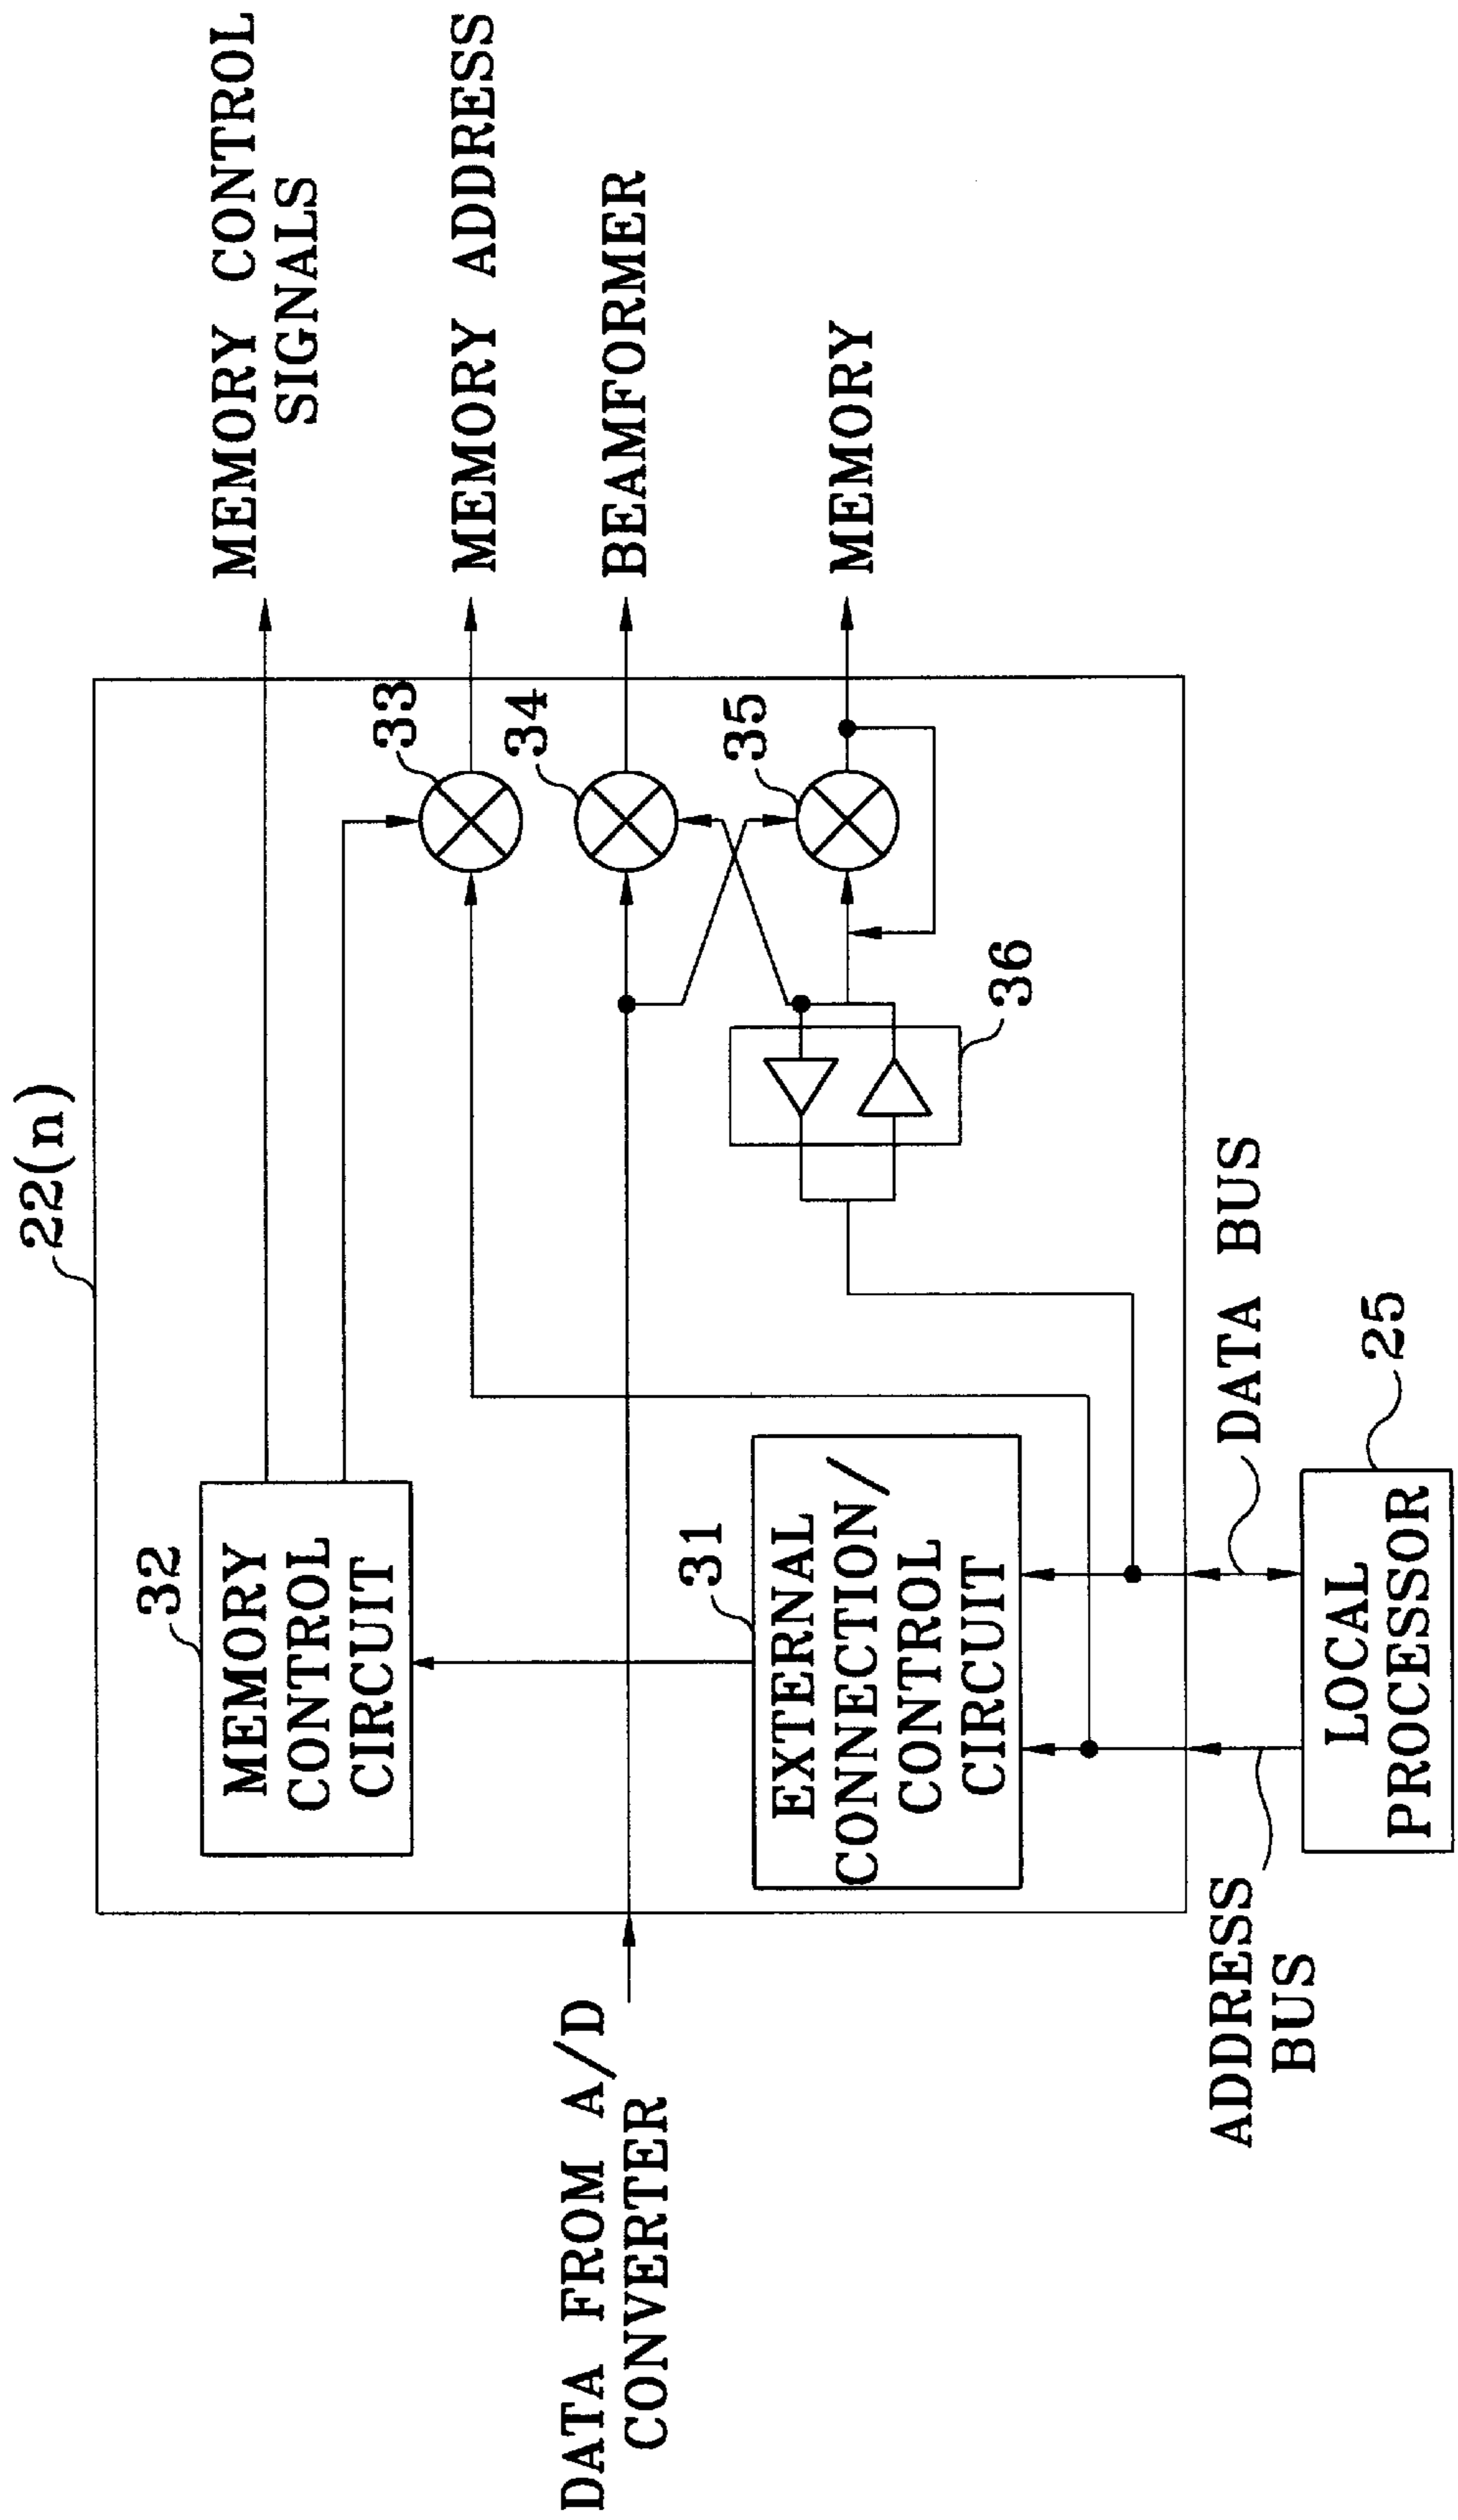 22(n)
32
MEMORY
CONTROL
CIRCUIT
MEMORY CONTROL
SIGNALS
33
MEMORY ADDRESS
34
BEAMFORMER
35
MEMORY
36
DATA FROM A/D
CONVERTER
31
EXTERNAL
CONNECTION/
CONTROL
CIRCUIT
ADDRESS
BUS
DATA BUS
25
LOCAL
PROCESSOR